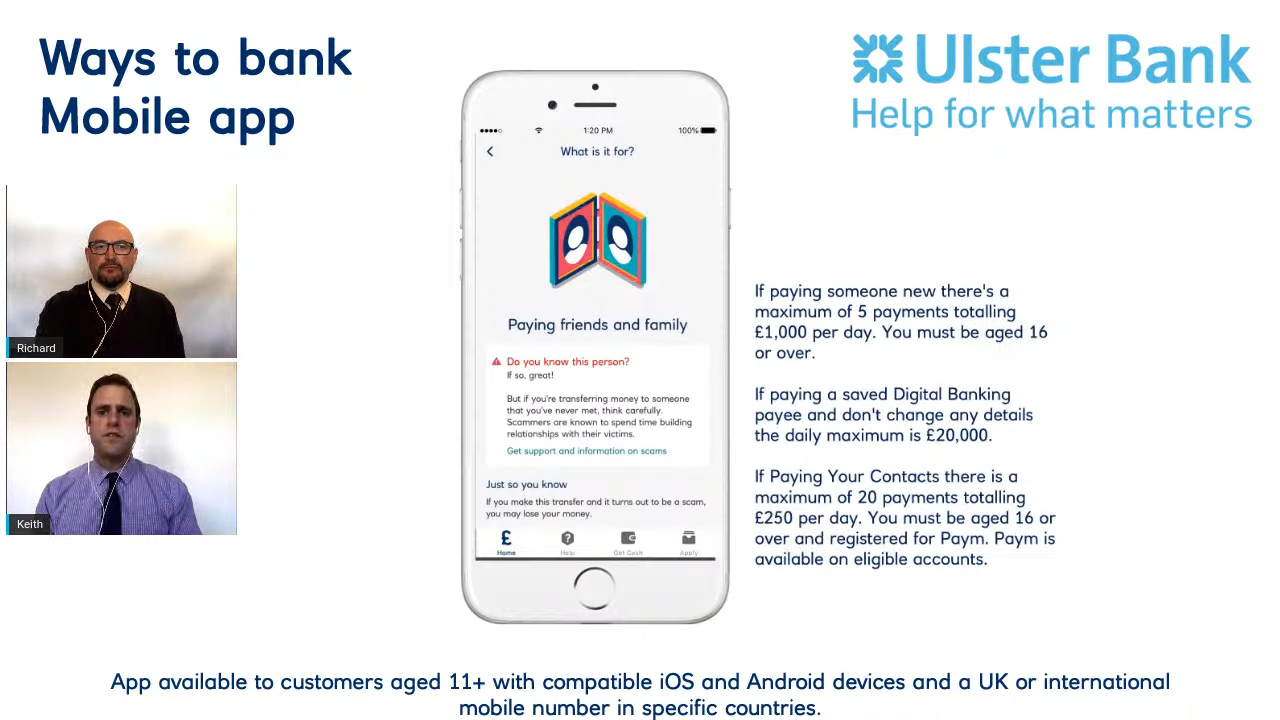 Ways to bank
Mobile app
Ulster Bank
Help for what matters
1:20 PM
100%
What is it for?
Paying friends and family
Do you know this person?
If so, great!
But if you're transferring money to someone
that you've never met, think carefully.
Scammers are known to spend time building
relationships with their victims.
Get support and information on scams
Just so you know
If you make this transfer and it turns out to be a scam,
you may lose your money.
£
Home
?
Help
Get Cash
Apply
Richard
Keith
If paying someone new there's a
maximum of 5 payments totalling
£1,000 per day. You must be aged 16
or over.
If paying a saved Digital Banking
payee and don't change any details
the daily maximum is £20,000.
If Paying Your Contacts there is a
maximum of 20 payments totalling
£250 per day. You must be aged 16 or
over and registered for Paym. Paym is
available on eligible accounts.
App available to customers aged 11+ with compatible iOS and Android devices and a UK or international
mobile number in specific countries.